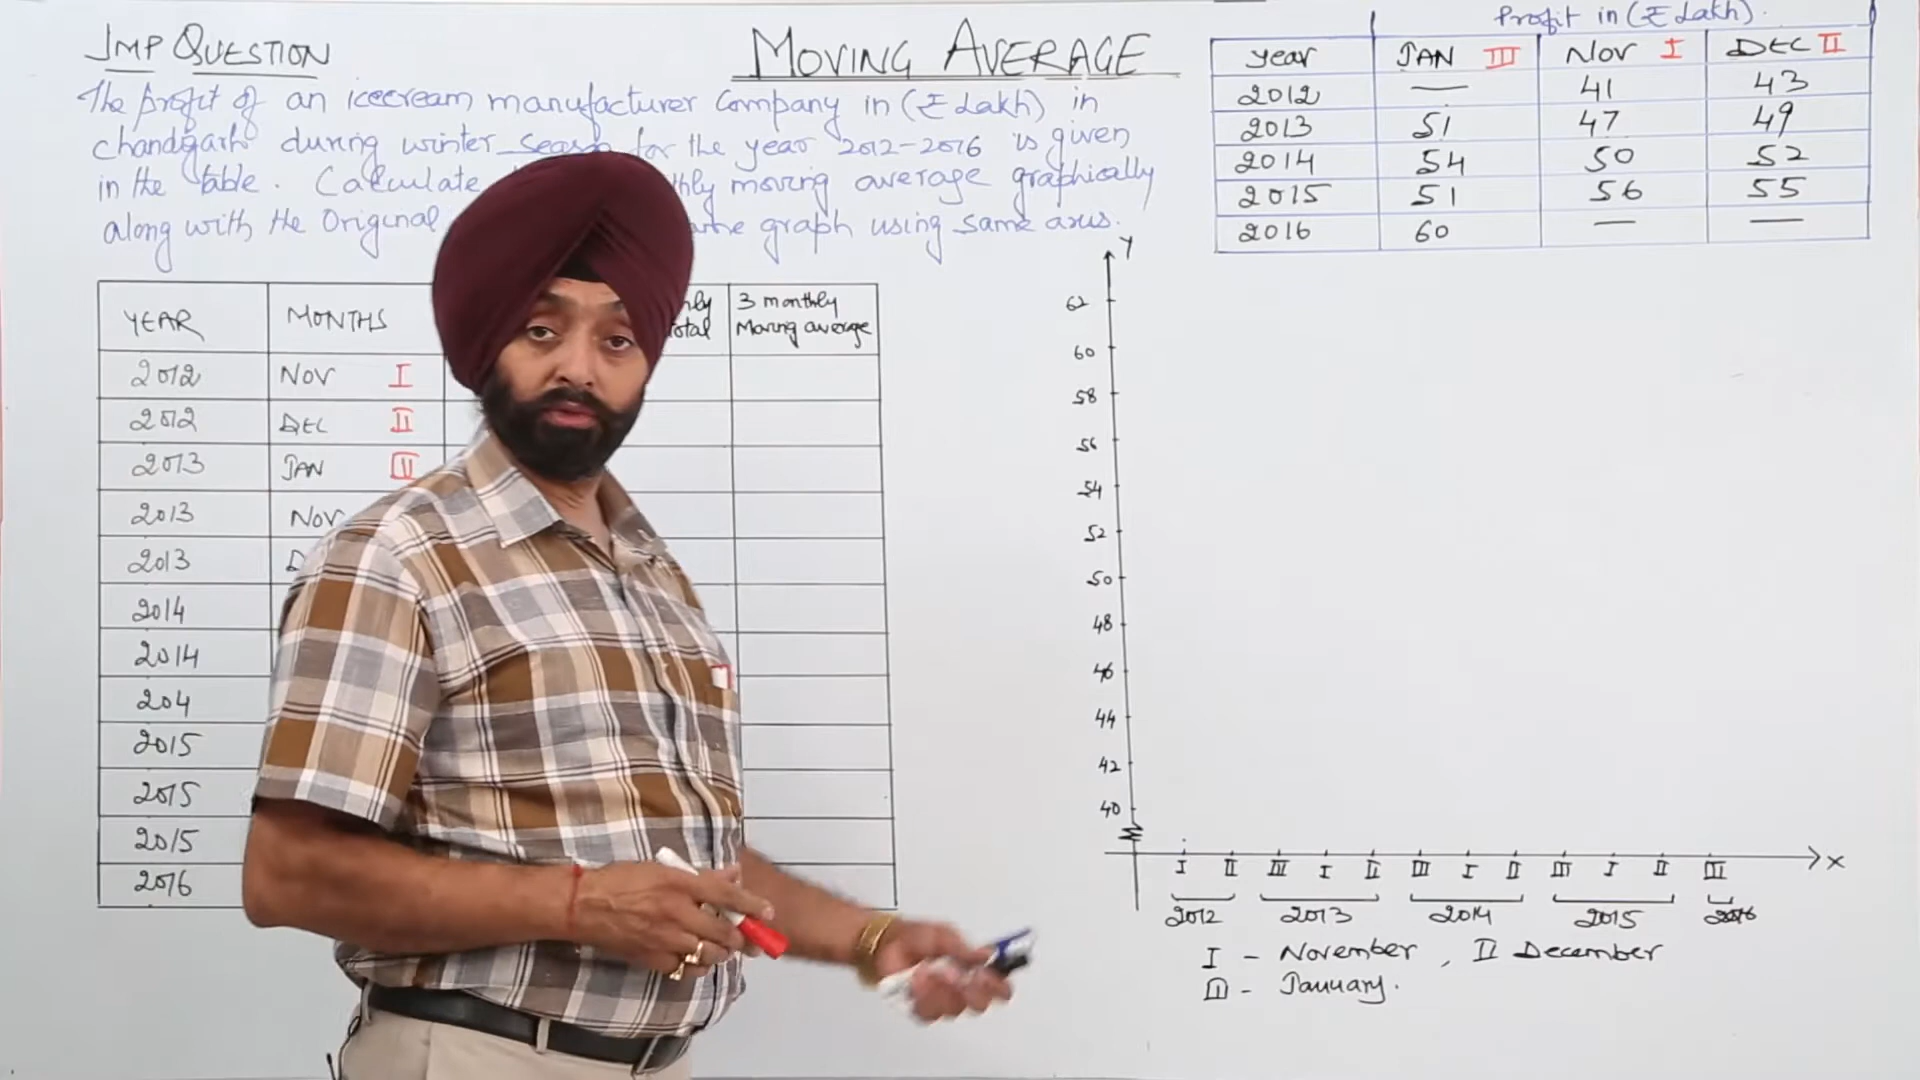 IMP QUESTION
MOVING AVERAGE
The profit of an icecream manufacturer Company in (₹ Lakh) in
chandgarh during winter season for the year 2012-2016 is given
in the table. Calculate thly moving average graphically
along with the Original graph using same axis.
Profit in (₹ Lakh).
year JAN III NOV I DEC II
2012 — 41 43
2013 51 47 49
2014 54 50 52
2015 51 56 55
2016 60 — —
YEAR MONTHS 3 monthly
Moving average
2012 NOV I
2012 DEC II
2013 JAN III
2013 NOV
2013 D
2014
2014
204
2015
2015
2015
2016
Y
62
60
58
56
54
52
50
48
46
44
42
40
I II III I II III I II III I II III X
2012 2013 2014 2015 2016
I - November , II December
III - January.